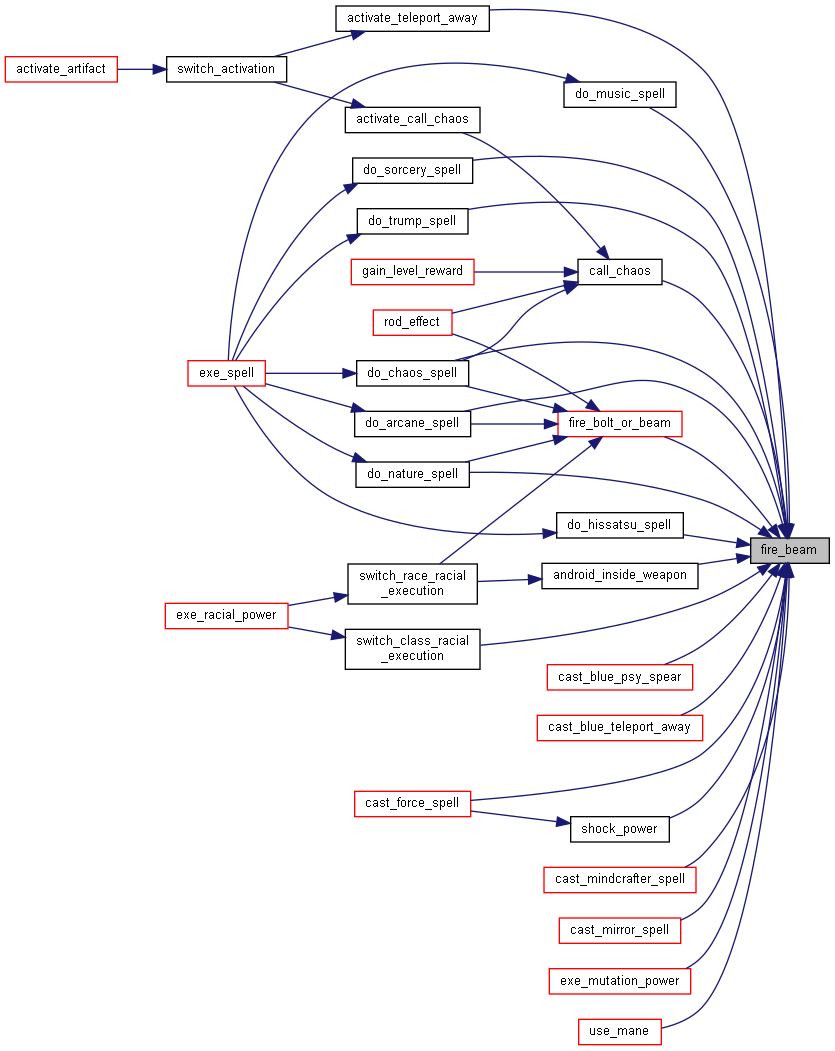 activate_teleport_away
activate_artifact
switch_activation
do_music_spell
activate_call_chaos
do_sorcery_spell
do_trump_spell
gain_level_reward
call_chaos
rod_effect
exe_spell
do_chaos_spell
do_arcane_spell
fire_bolt_or_beam
do_nature_spell
do_hissatsu_spell
fire_beam
switch_race_racial
_execution
android_inside_weapon
exe_racial_power
switch_class_racial
_execution
cast_blue_psy_spear
cast_blue_teleport_away
cast_force_spell
shock_power
cast_mindcrafter_spell
cast_mirror_spell
exe_mutation_power
use_mane